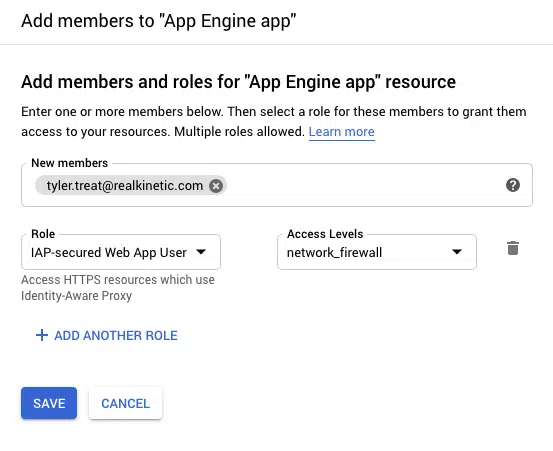 Add members to "App Engine app"
Add members and roles for "App Engine app" resource
Enter one or more members below. Then select a role for these members to grant them
access to your resources. Multiple roles allowed. Learn more
New members
tyler.treat@realkinetic.com
Role
Access Levels
IAP-secured Web App User
network_firewall
Access HTTPS resources which use
Identity-Aware Proxy
ADD ANOTHER ROLE
SAVE
CANCEL